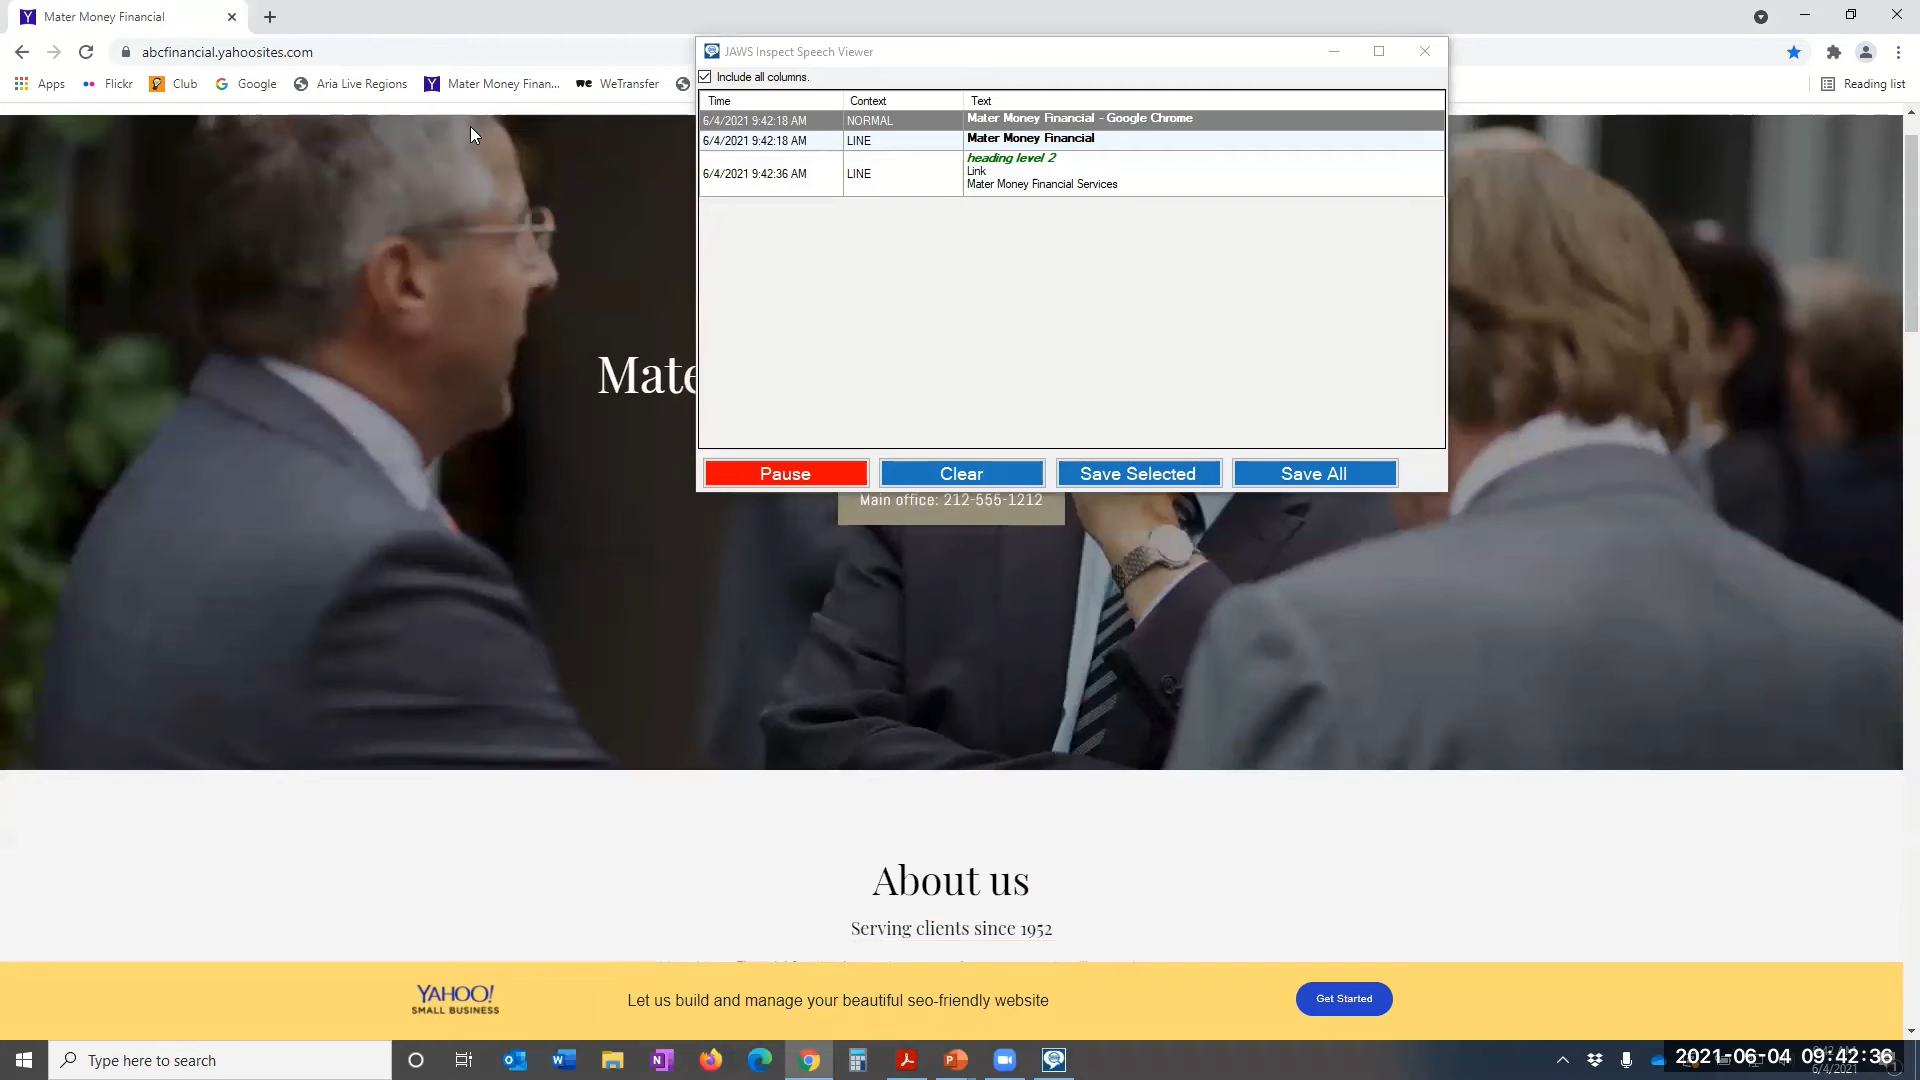 Mater Money Financial
abcfinancial.yahoosites.com
Apps
Flickr
Club
Google
Aria Live Regions
Mater Money Finan...
we WeTransfer
Reading list
JAWS Inspect Speech Viewer
Include all columns.
Time Context Text
6/4/2021 9:42:18 AM NORMAL Mater Money Financial - Google Chrome
6/4/2021 9:42:18 AM LINE Mater Money Financial
6/4/2021 9:42:36 AM LINE heading level 2
Link
Mater Money Financial Services
Mate
Pause Clear Save Selected Save All
Main office: 212-555-1212
About us
Serving clients since 1952
YAHOO!
SMALL BUSINESS
Let us build and manage your beautiful seo-friendly website
Get Started
Type here to search
2021-06-04 09:42:36
6/4/2021